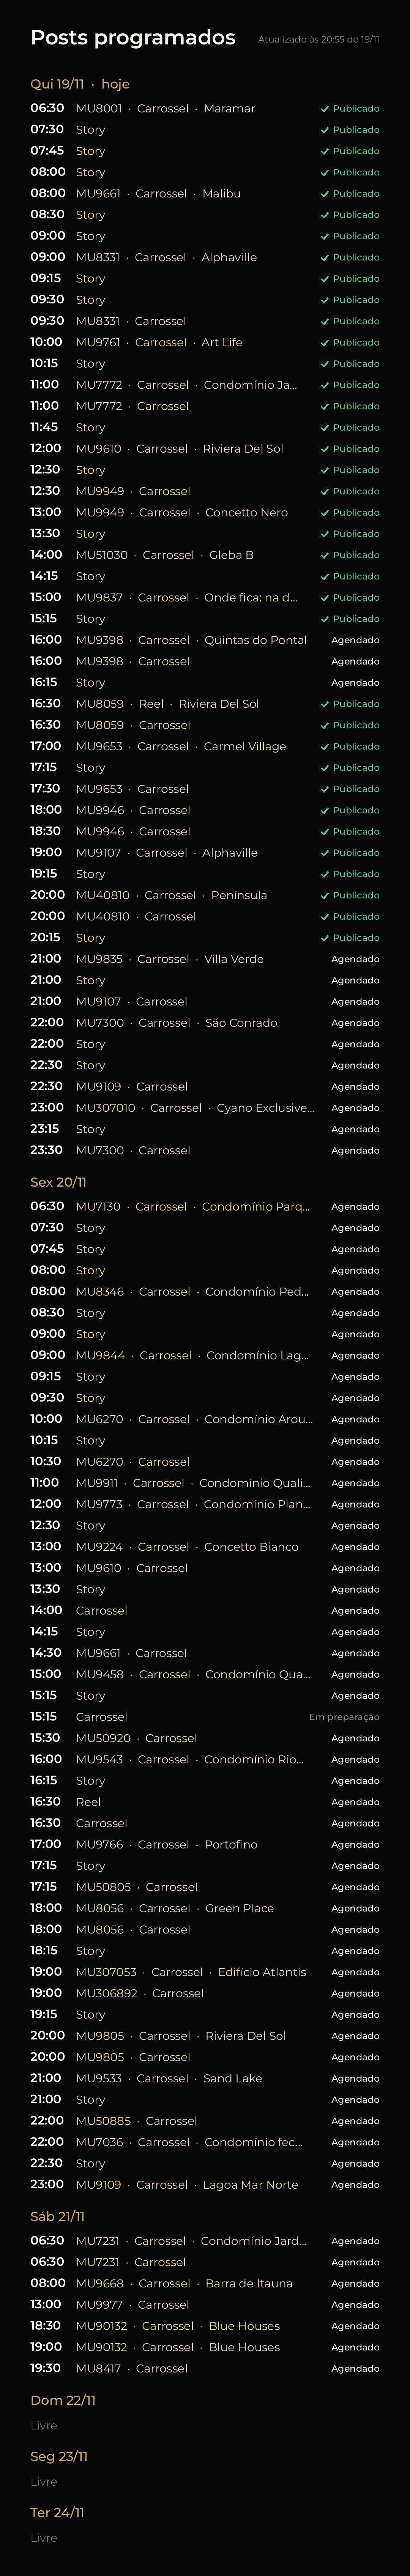 Posts programados Atualizado às 20:55 de 19/11
Qui 19/11 · hoje
06:30 MU8001 · Carrossel · Maramar ✓ Publicado
07:30 Story ✓ Publicado
07:45 Story ✓ Publicado
08:00 Story ✓ Publicado
08:00 MU9661 · Carrossel · Malibu ✓ Publicado
08:30 Story ✓ Publicado
09:00 Story ✓ Publicado
09:00 MU8331 · Carrossel · Alphaville ✓ Publicado
09:15 Story ✓ Publicado
09:30 Story ✓ Publicado
09:30 MU8331 · Carrossel ✓ Publicado
10:00 MU9761 · Carrossel · Art Life ✓ Publicado
10:15 Story ✓ Publicado
11:00 MU7772 · Carrossel · Condomínio Ja... ✓ Publicado
11:00 MU7772 · Carrossel ✓ Publicado
11:45 Story ✓ Publicado
12:00 MU9610 · Carrossel · Riviera Del Sol ✓ Publicado
12:30 Story ✓ Publicado
12:30 MU9949 · Carrossel ✓ Publicado
13:00 MU9949 · Carrossel · Concetto Nero ✓ Publicado
13:30 Story ✓ Publicado
14:00 MU51030 · Carrossel · Gleba B ✓ Publicado
14:15 Story ✓ Publicado
15:00 MU9837 · Carrossel · Onde fica: na d... ✓ Publicado
15:15 Story ✓ Publicado
16:00 MU9398 · Carrossel · Quintas do Pontal Agendado
16:00 MU9398 · Carrossel Agendado
16:15 Story Agendado
16:30 MU8059 · Reel · Riviera Del Sol ✓ Publicado
16:30 MU8059 · Carrossel ✓ Publicado
17:00 MU9653 · Carrossel · Carmel Village ✓ Publicado
17:15 Story ✓ Publicado
17:30 MU9653 · Carrossel ✓ Publicado
18:00 MU9946 · Carrossel ✓ Publicado
18:30 MU9946 · Carrossel ✓ Publicado
19:00 MU9107 · Carrossel · Alphaville ✓ Publicado
19:15 Story ✓ Publicado
20:00 MU40810 · Carrossel · Península ✓ Publicado
20:00 MU40810 · Carrossel ✓ Publicado
20:15 Story ✓ Publicado
21:00 MU9835 · Carrossel · Villa Verde Agendado
21:00 Story Agendado
21:00 MU9107 · Carrossel Agendado
22:00 MU7300 · Carrossel · São Conrado Agendado
22:00 Story Agendado
22:30 Story Agendado
22:30 MU9109 · Carrossel Agendado
23:00 MU307010 · Carrossel · Cyano Exclusive... Agendado
23:15 Story Agendado
23:30 MU7300 · Carrossel Agendado
Sex 20/11
06:30 MU7130 · Carrossel · Condomínio Parq... Agendado
07:30 Story Agendado
07:45 Story Agendado
08:00 Story Agendado
08:00 MU8346 · Carrossel · Condomínio Ped... Agendado
08:30 Story Agendado
09:00 Story Agendado
09:00 MU9844 · Carrossel · Condomínio Lag... Agendado
09:15 Story Agendado
09:30 Story Agendado
10:00 MU6270 · Carrossel · Condomínio Arou... Agendado
10:15 Story Agendado
10:30 MU6270 · Carrossel Agendado
11:00 MU9911 · Carrossel · Condomínio Quali... Agendado
12:00 MU9773 · Carrossel · Condomínio Plan... Agendado
12:30 Story Agendado
13:00 MU9224 · Carrossel · Concetto Bianco Agendado
13:00 MU9610 · Carrossel Agendado
13:30 Story Agendado
14:00 Carrossel Agendado
14:15 Story Agendado
14:30 MU9661 · Carrossel Agendado
15:00 MU9458 · Carrossel · Condomínio Qua... Agendado
15:15 Story Agendado
15:15 Carrossel Em preparação
15:30 MU50920 · Carrossel Agendado
16:00 MU9543 · Carrossel · Condomínio Rio... Agendado
16:15 Story Agendado
16:30 Reel Agendado
16:30 Carrossel Agendado
17:00 MU9766 · Carrossel · Portofino Agendado
17:15 Story Agendado
17:15 MU50805 · Carrossel Agendado
18:00 MU8056 · Carrossel · Green Place Agendado
18:00 MU8056 · Carrossel Agendado
18:15 Story Agendado
19:00 MU307053 · Carrossel · Edifício Atlantis Agendado
19:00 MU306892 · Carrossel Agendado
19:15 Story Agendado
20:00 MU9805 · Carrossel · Riviera Del Sol Agendado
20:00 MU9805 · Carrossel Agendado
21:00 MU9533 · Carrossel · Sand Lake Agendado
21:00 Story Agendado
22:00 MU50885 · Carrossel Agendado
22:00 MU7036 · Carrossel · Condomínio fec... Agendado
22:30 Story Agendado
23:00 MU9109 · Carrossel · Lagoa Mar Norte Agendado
Sáb 21/11
06:30 MU7231 · Carrossel · Condomínio Jard... Agendado
06:30 MU7231 · Carrossel Agendado
08:00 MU9668 · Carrossel · Barra de Itauna Agendado
13:00 MU9977 · Carrossel Agendado
18:30 MU90132 · Carrossel · Blue Houses Agendado
19:00 MU90132 · Carrossel · Blue Houses Agendado
19:30 MU8417 · Carrossel Agendado
Dom 22/11
Livre
Seg 23/11
Livre
Ter 24/11
Livre